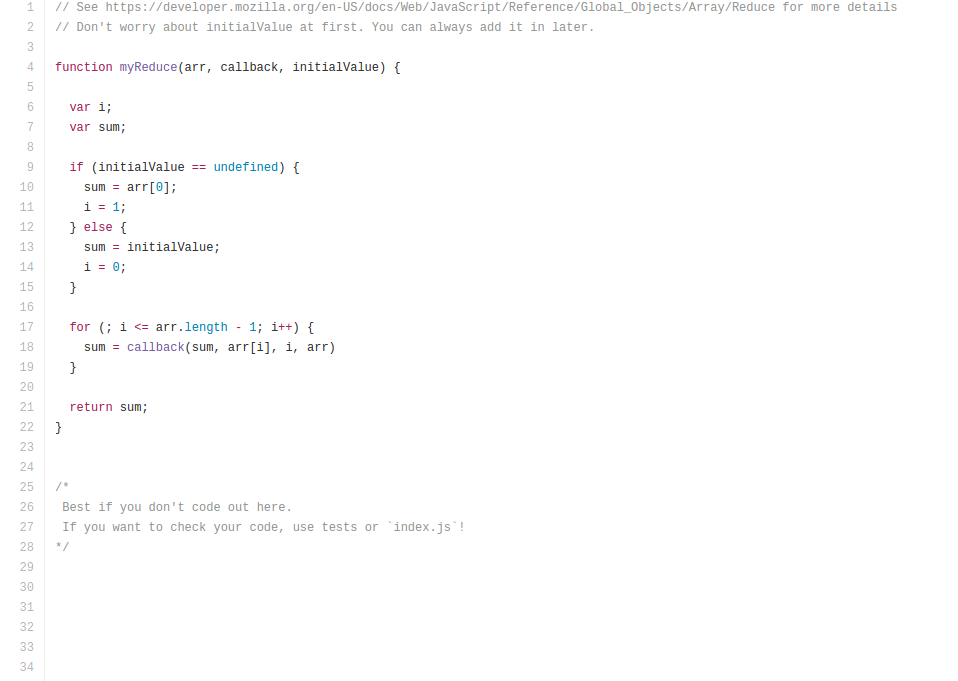 1 // See https://developer.mozilla.org/en-US/docs/Web/JavaScript/Reference/Global_Objects/Array/Reduce for more details
2 // Don't worry about initialValue at first. You can always add it in later.
3
4 function myReduce(arr, callback, initialValue) {
5
6   var i;
7   var sum;
8
9   if (initialValue == undefined) {
10     sum = arr[0];
11     i = 1;
12   } else {
13     sum = initialValue;
14     i = 0;
15   }
16
17   for (; i <= arr.length - 1; i++) {
18     sum = callback(sum, arr[i], i, arr)
19   }
20
21   return sum;
22 }
23
24
25 /*
26  Best if you don't code out here.
27  If you want to check your code, use tests or `index.js`!
28 */
29
30
31
32
33
34